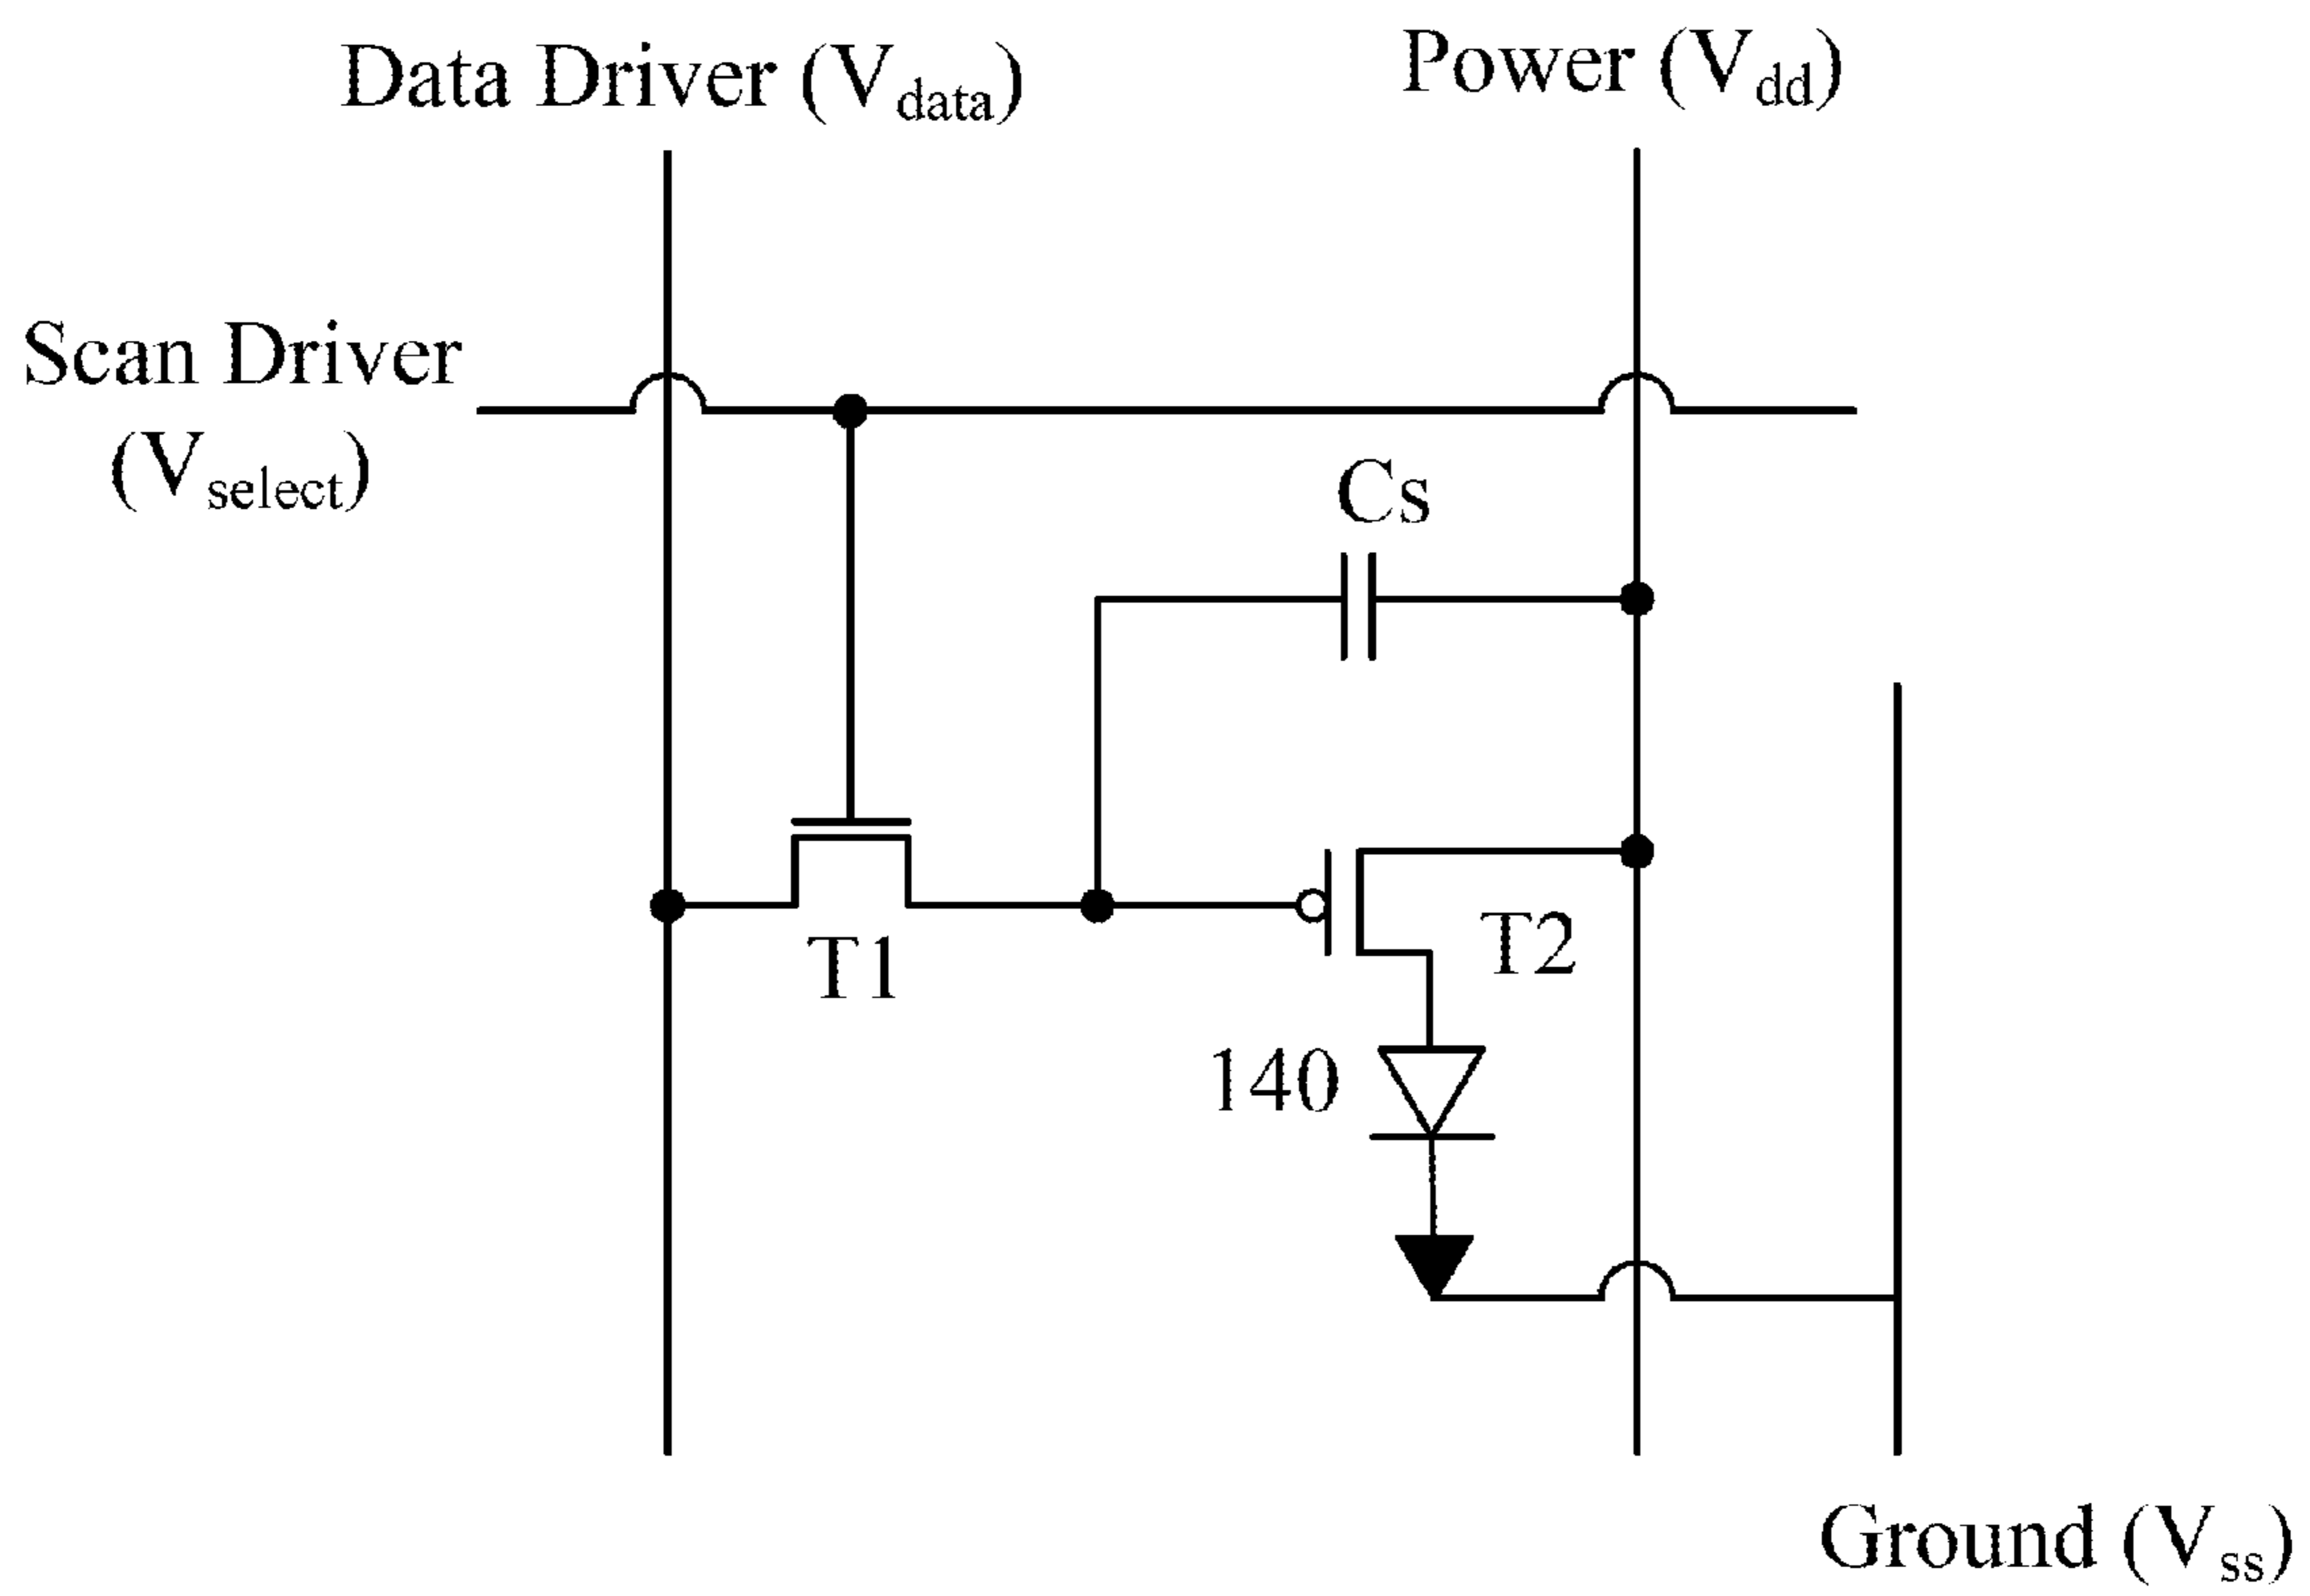 Data Driver (Vdata)
Power (Vdd)
Scan Driver
(Vselect)
Cs
T1
T2
140
Ground (Vss)